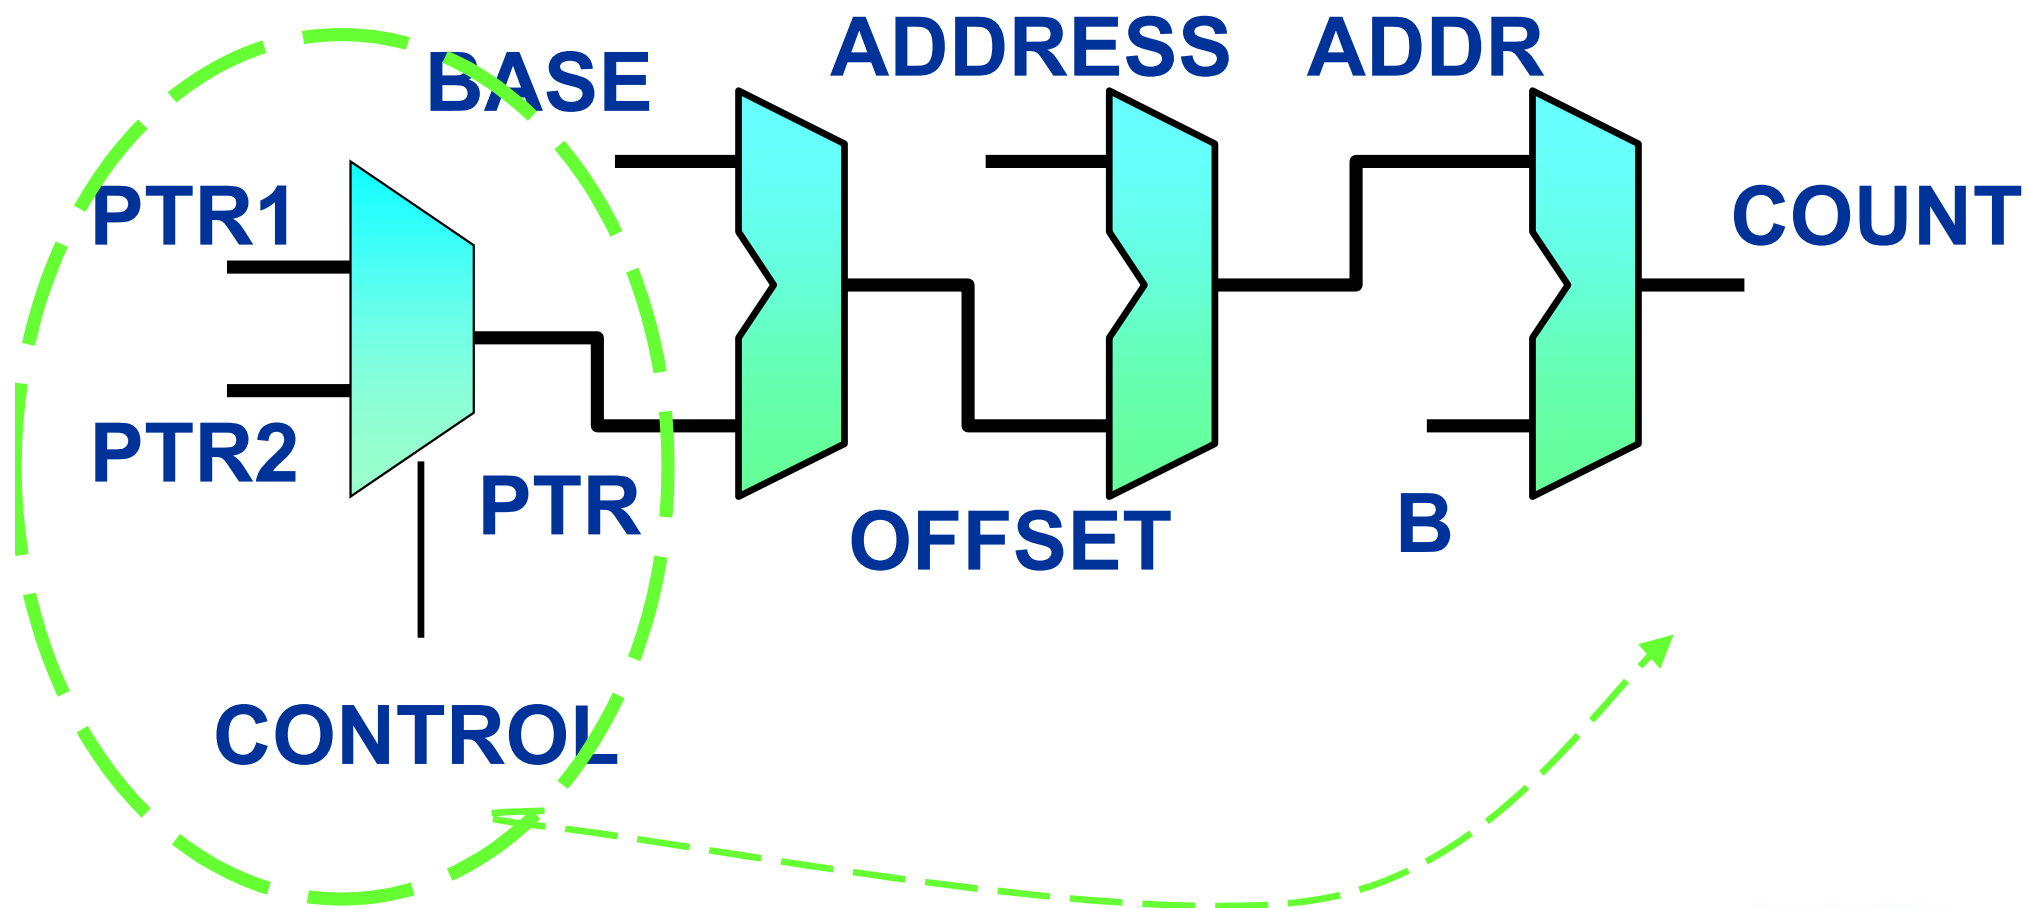 BASE
ADDRESS
ADDR
PTR1
COUNT
PTR2
PTR
OFFSET
B
CONTROL